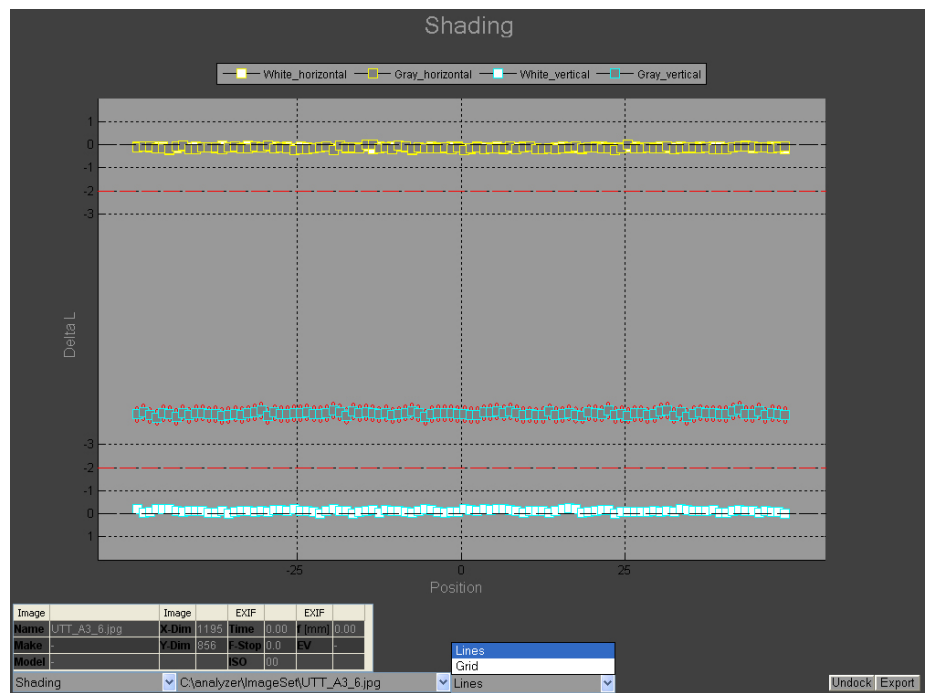 Shading
White_horizontal Gray_horizontal White_vertical Gray_vertical
1
0
-1
-2
-3
Delta L
-3
-2
-1
0
1
-25 0 25
Position
Image Image EXIF EXIF
Name UTT_A3_6.jpg X-Dim 1195 Time 0.00 f [mm] 0.00
Make - Y-Dim 856 F-Stop 0.0 EV -
Model - ISO 00
Lines
Grid
Shading C:\analyzer\ImageSet\UTT_A3_6.jpg Lines Undock Export